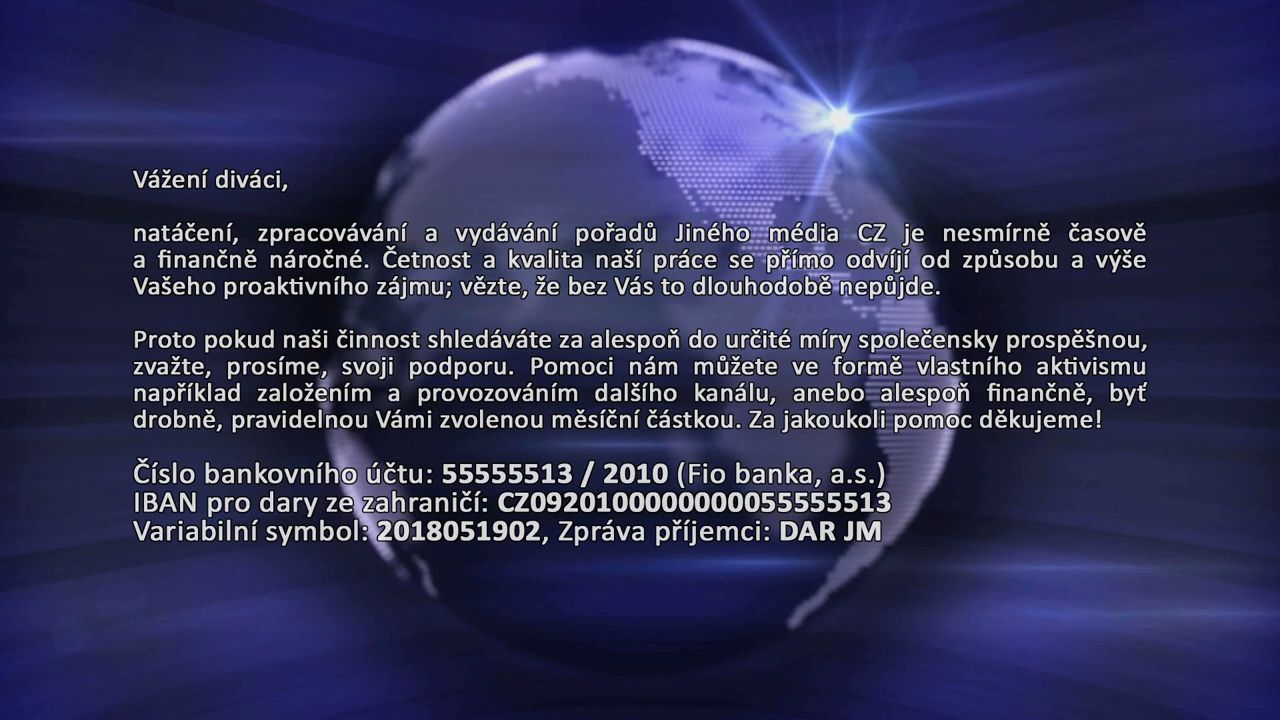 Vážení diváci,
natáčení, zpracovávání a vydávání pořadů Jiného média CZ je nesmírně časově
a finančně náročné. Četnost a kvalita naší práce se přímo odvíjí od způsobu a výše
Vašeho proaktivního zájmu; vězte, že bez Vás to dlouhodobě nepůjde.
Proto pokud naši činnost shledáváte za alespoň do určité míry společensky prospěšnou,
zvažte, prosíme, svoji podporu. Pomoci nám můžete ve formě vlastního aktivismu
například založením a provozováním dalšího kanálu, anebo alespoň finančně, byť
drobně, pravidelnou Vámi zvolenou měsíční částkou. Za jakoukoli pomoc děkujeme!
Číslo bankovního účtu: 55555513 / 2010 (Fio banka, a.s.)
IBAN pro dary ze zahraničí: CZ0920100000000055555513
Variabilní symbol: 2018051902, Zpráva příjemci: DAR JM